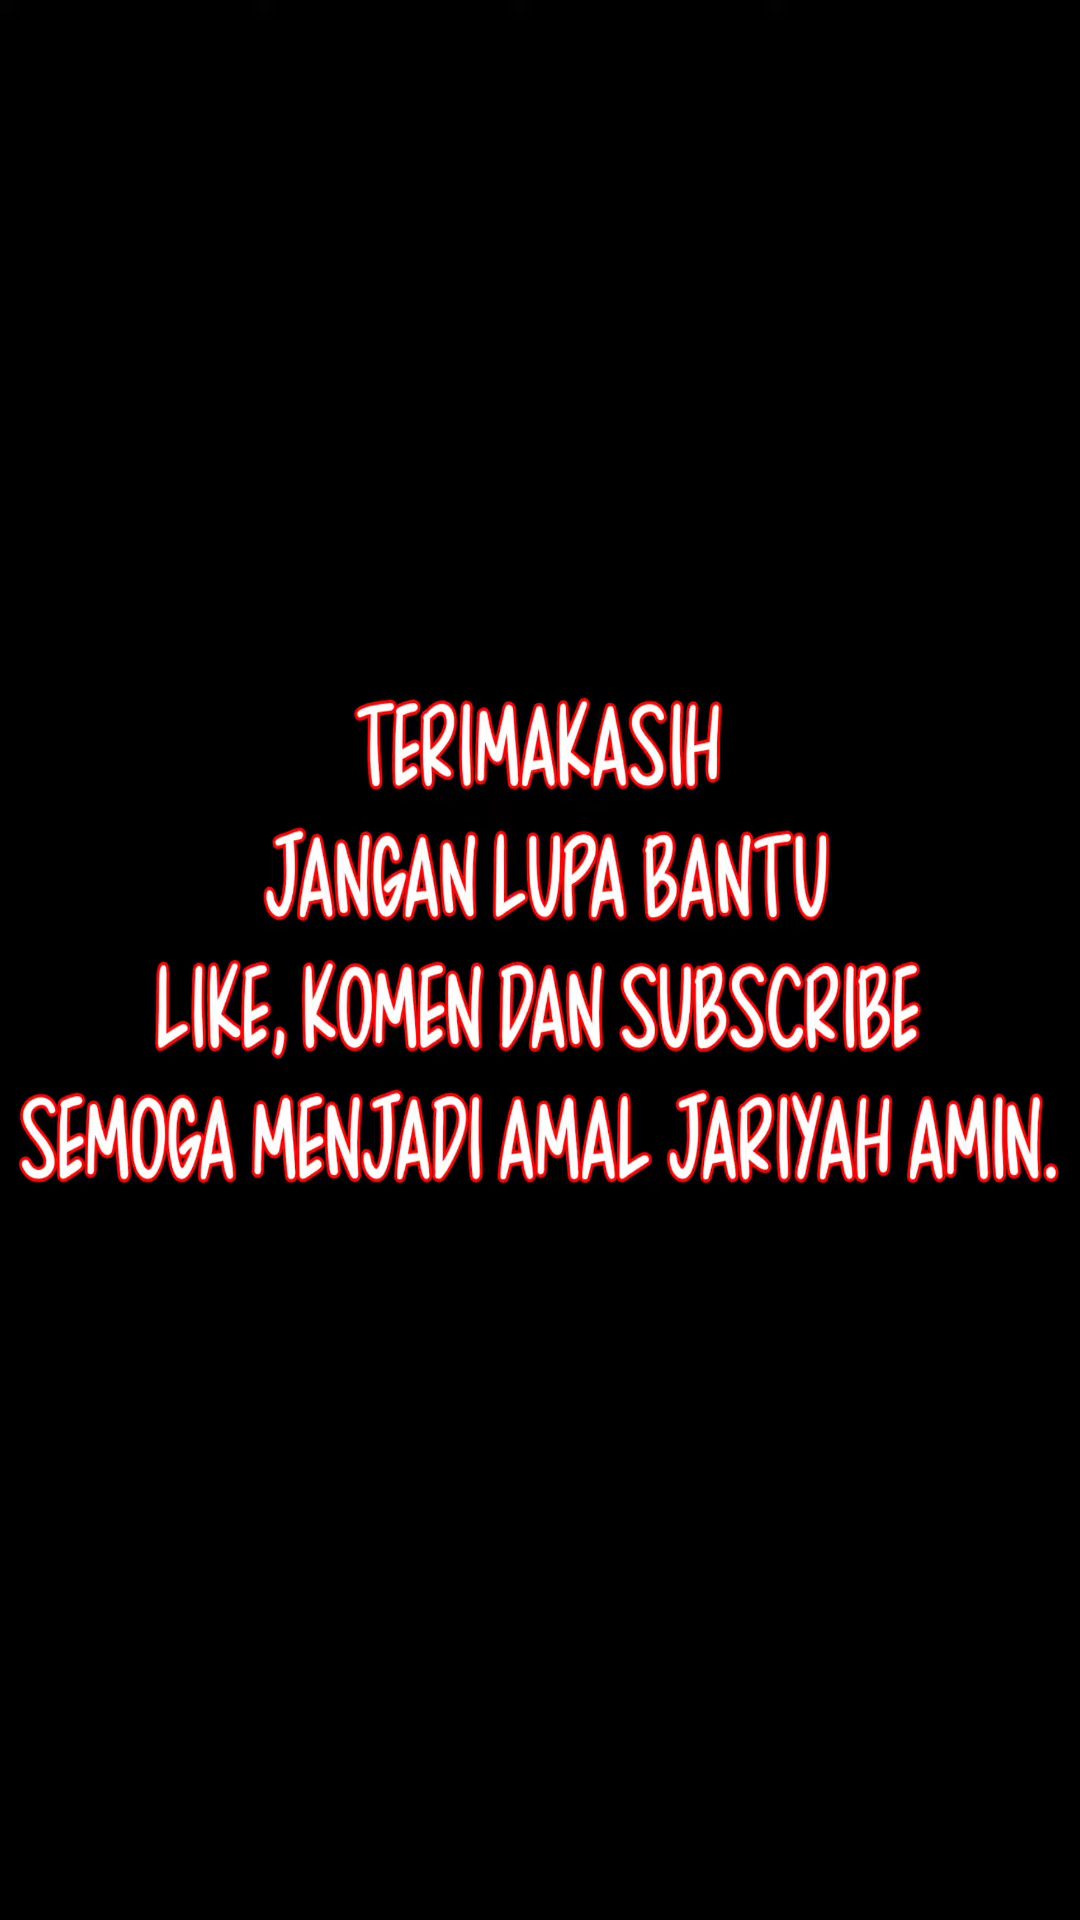 TERIMAKASIH
JANGAN LUPA BANTU
LIKE, KOMEN DAN SUBSCRIBE
SEMOGA MENJADI AMAL JARIYAH AMIN.